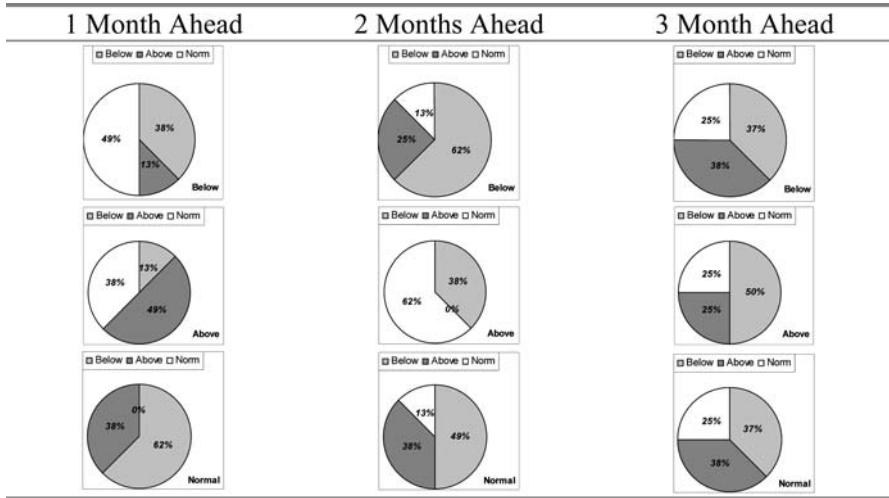 1 Month Ahead 2 Months Ahead 3 Month Ahead
Below Above Norm
49% 38%
13%
Below
Below Above Norm
13%
25% 62%
Below
Below Above Norm
25% 37%
38%
Below
Below Above Norm
13%
38%
49%
Above
Below Above Norm
38%
62% 0%
Above
Below Above Norm
25%
50%
25%
Above
Below Above Norm
0%
38%
62%
Normal
Below Above Norm
13%
49%
38%
Normal
Below Above Norm
25% 37%
38%
Normal